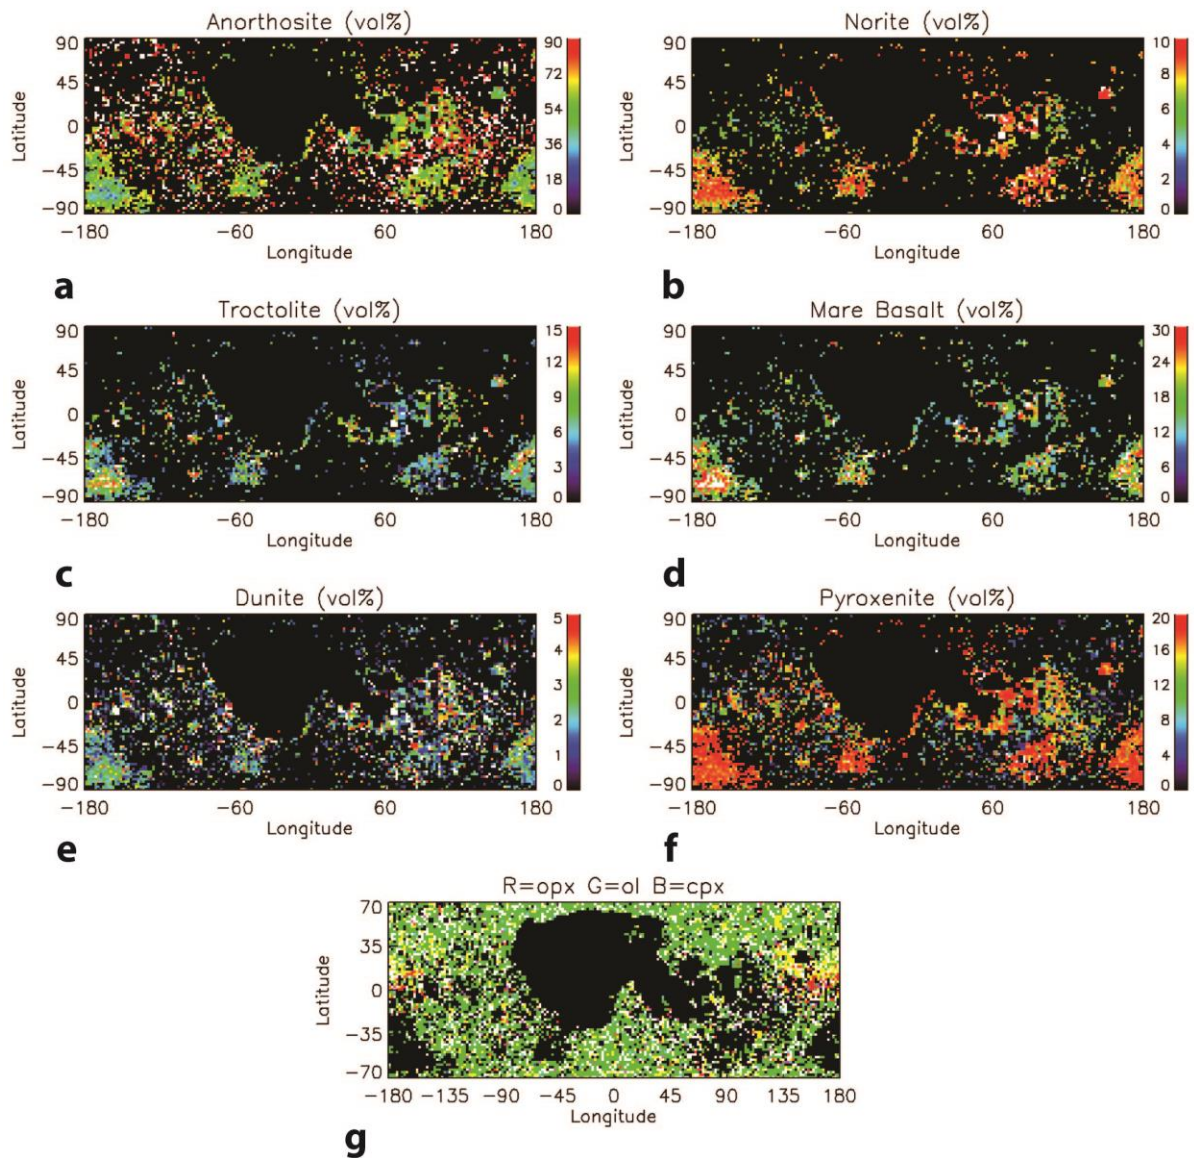 Anorthosite (vol%)
90
45
0
−45
−90
Latitude
90
72
54
36
18
0
−180 −60 60 180
Longitude
a
Norite (vol%)
90
45
0
−45
−90
Latitude
10
8
6
4
2
0
−180 −60 60 180
Longitude
b
Troctolite (vol%)
90
45
0
−45
−90
Latitude
15
12
9
6
3
0
−180 −60 60 180
Longitude
c
Mare Basalt (vol%)
90
45
0
−45
−90
Latitude
30
24
18
12
6
0
−180 −60 60 180
Longitude
d
Dunite (vol%)
90
45
0
−45
−90
Latitude
5
4
3
2
1
0
−180 −60 60 180
Longitude
e
Pyroxenite (vol%)
90
45
0
−45
−90
Latitude
20
16
12
8
4
0
−180 −60 60 180
Longitude
f
R=opx G=ol B=cpx
70
35
0
−35
−70
Latitude
−180 −135 −90 −45 0 45 90 135 180
Longitude
g